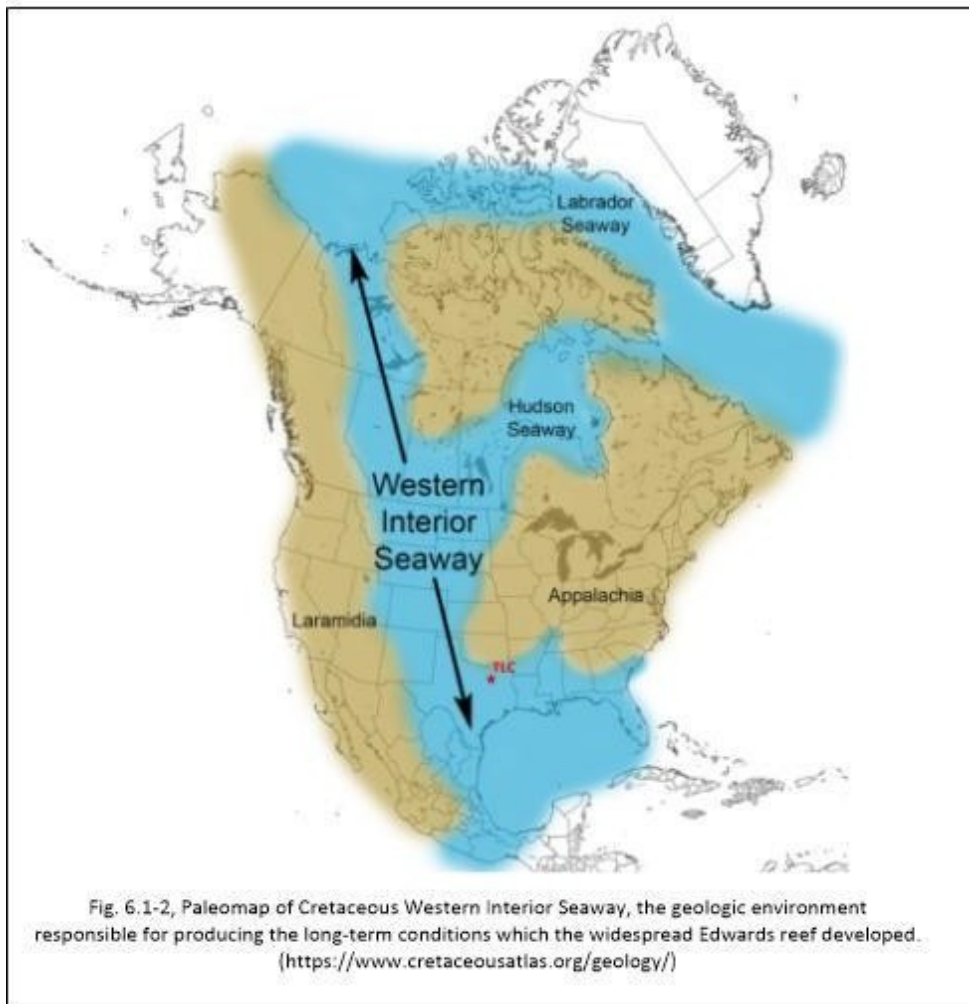 Labrador
Seaway
Hudson
Seaway
Western
Interior
Seaway
Laramidia
Appalachia
TLC
*
Fig. 6.1-2, Paleomap of Cretaceous Western Interior Seaway, the geologic environment
responsible for producing the long-term conditions which the widespread Edwards reef developed.
(https://www.cretaceousatlas.org/geology/)